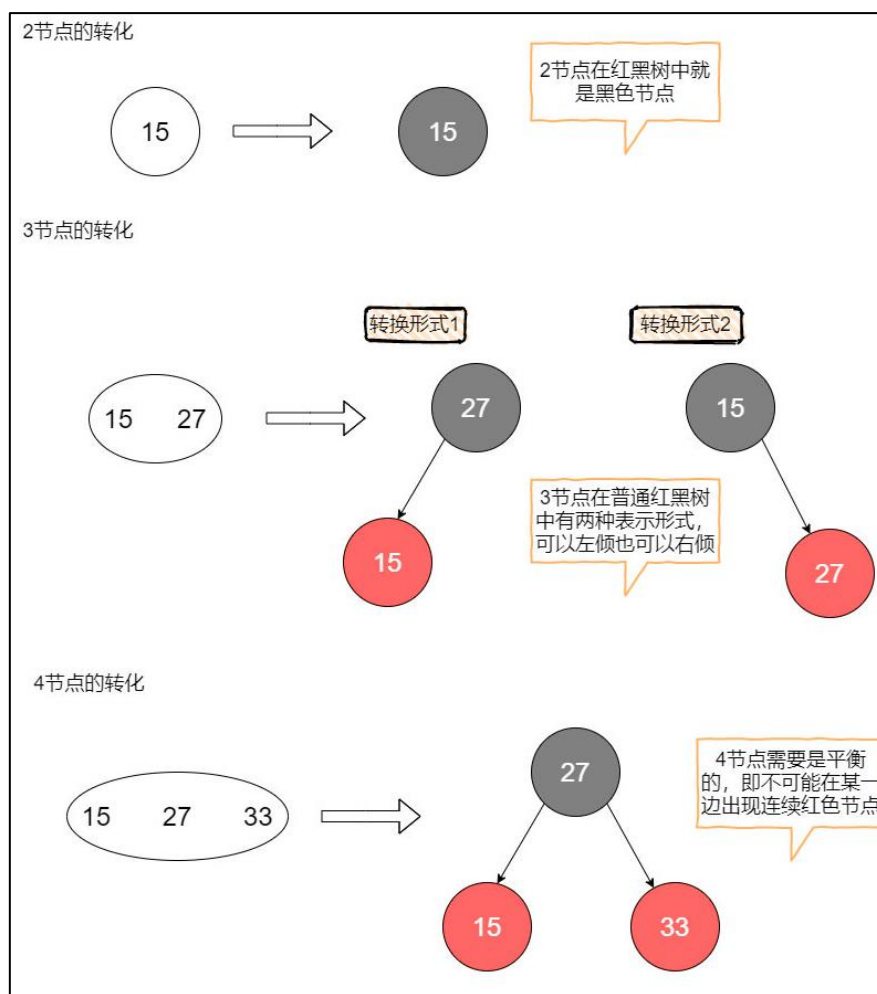 2节点的转化
2节点在红黑树中就
是黑色节点
15
15
3节点的转化
转换形式1
转换形式2
15 27
27
15
3节点在普通红黑树
中有两种表示形式，
可以左倾也可以右倾
15
27
4节点的转化
27
4节点需要是平衡
的，即不可能在某一
边出现连续红色节点
15 27 33
15
33